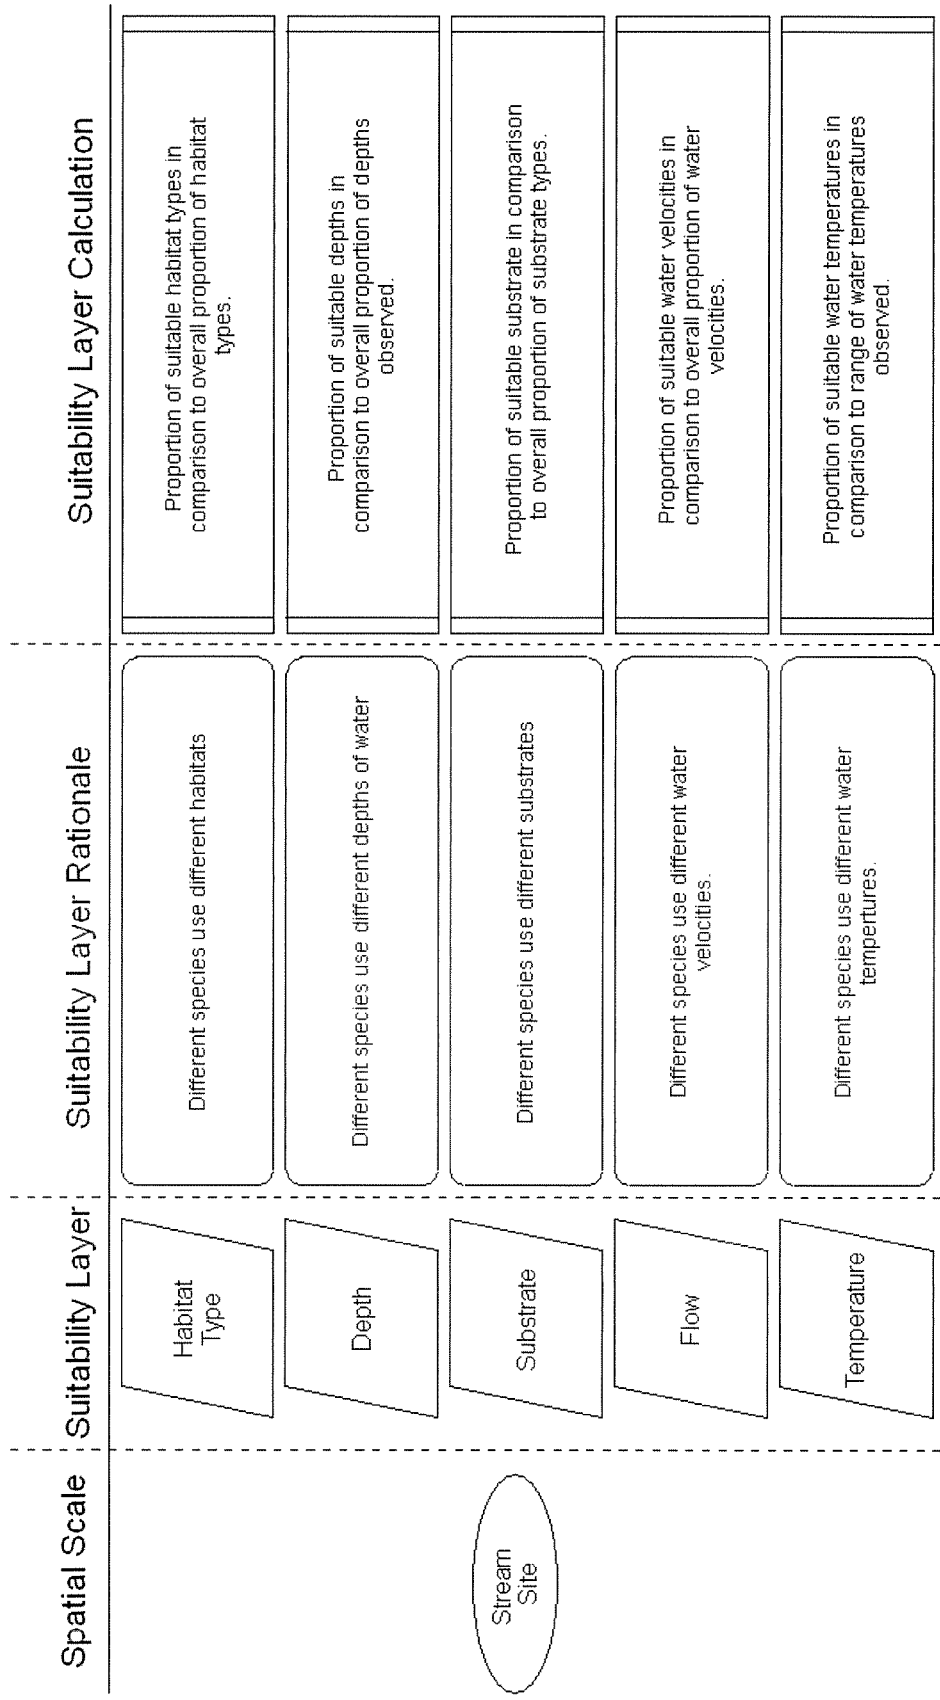 Spatial Scale
Suitability Layer
Suitability Layer Rationale
Suitability Layer Calculation
Stream
Site
Habitat
Type
Different species use different habitats
Proportion of suitable habitat types in
comparison to overall proportion of habitat
types.
Depth
Different species use different depths of water
Proportion of suitable depths in
comparison to overall proportion of depths
observed.
Substrate
Different species use different substrates
Proportion of suitable substrate in comparison
to overall proportion of substrate types.
Flow
Different species use different water
velocities.
Proportion of suitable water velocities in
comparison to overall proportion of water
velocities.
Temperature
Different species use different water
tempertures.
Proportion of suitable water temperatures in
comparison to range of water temperatures
observed.